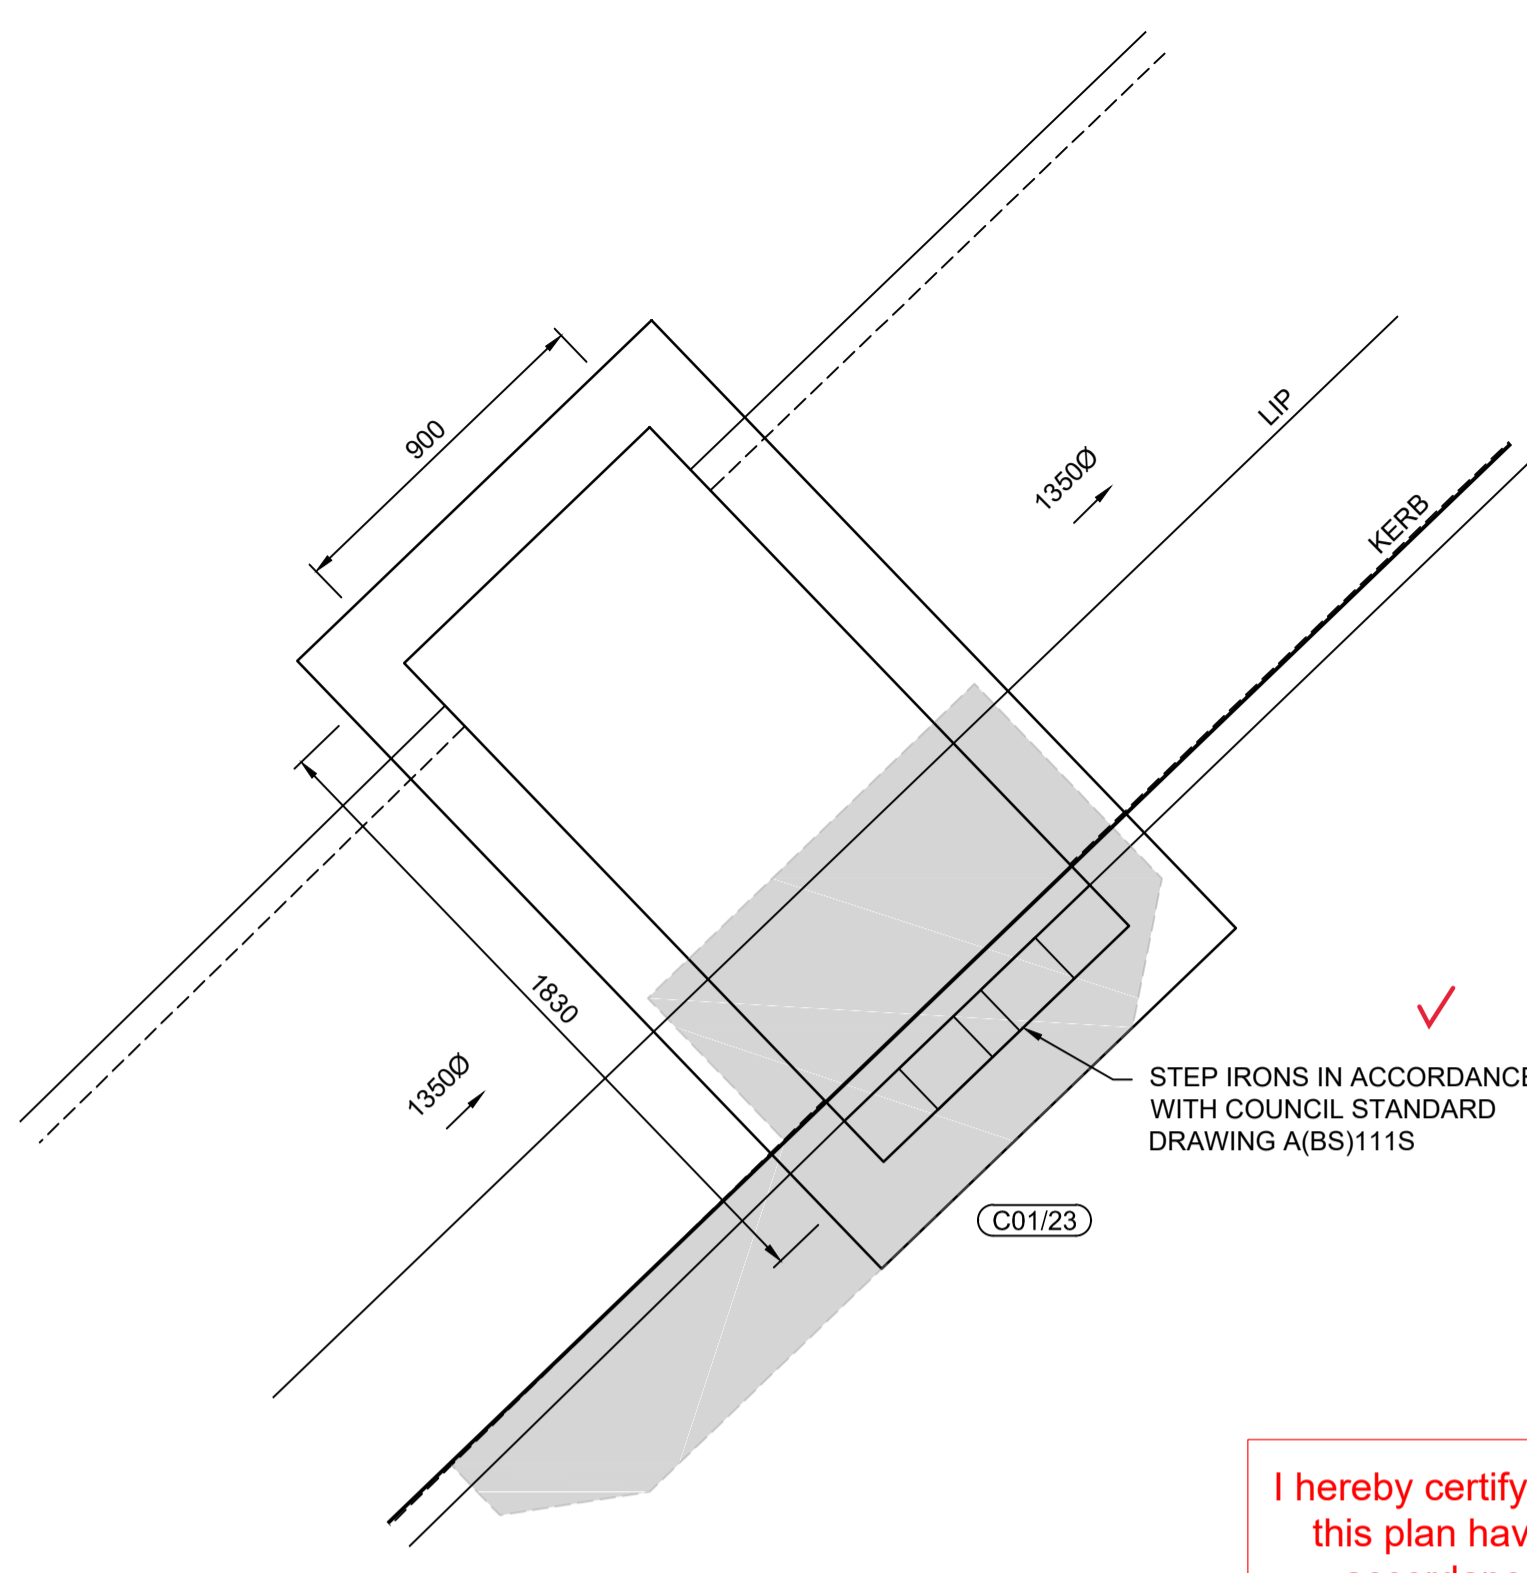 LIP
900
1350Ø
KERB
1830
STEP IRONS IN ACCORDANCE
WITH COUNCIL STANDARD
DRAWING A(BS)111S
1350Ø
C01/23
I hereby certify
this plan hav